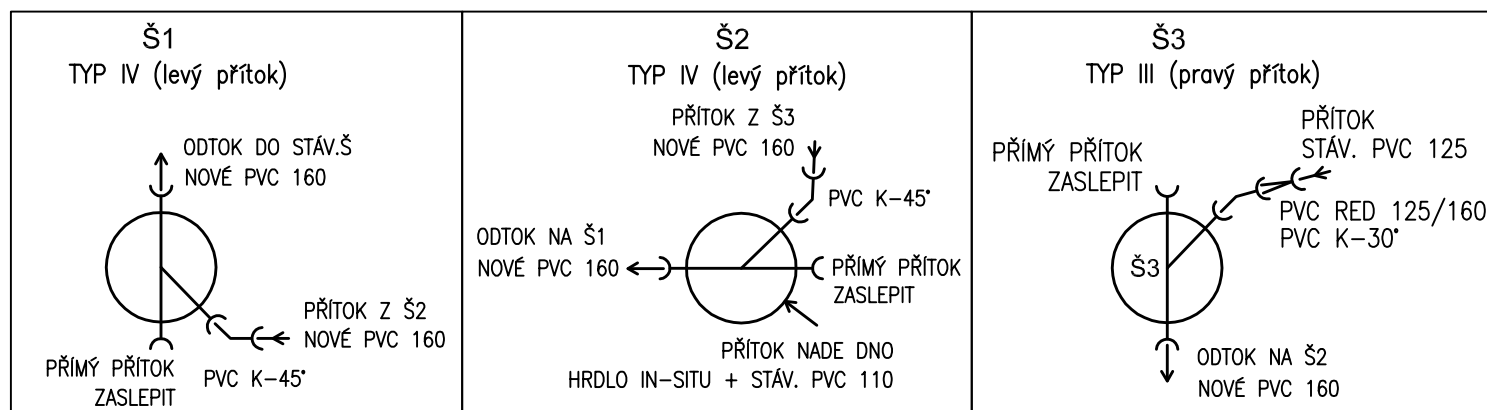 Š1
TYP IV (levý přítok)
ODTOK DO STÁV.Š
NOVÉ PVC 160
PŘÍTOK Z Š2
NOVÉ PVC 160
PŘÍMÝ PŘÍTOK
ZASLEPIT
PVC K-45°
Š2
TYP IV (levý přítok)
PŘÍTOK Z Š3
NOVÉ PVC 160
PVC K-45°
ODTOK NA Š1
NOVÉ PVC 160
PŘÍMÝ PŘÍTOK
ZASLEPIT
PŘÍTOK NADE DNO
HRDLO IN-SITU + STÁV. PVC 110
Š3
TYP III (pravý přítok)
PŘÍTOK
STÁV. PVC 125
PŘÍMÝ PŘÍTOK
ZASLEPIT
PVC RED 125/160
PVC K-30°
Š3
ODTOK NA Š2
NOVÉ PVC 160